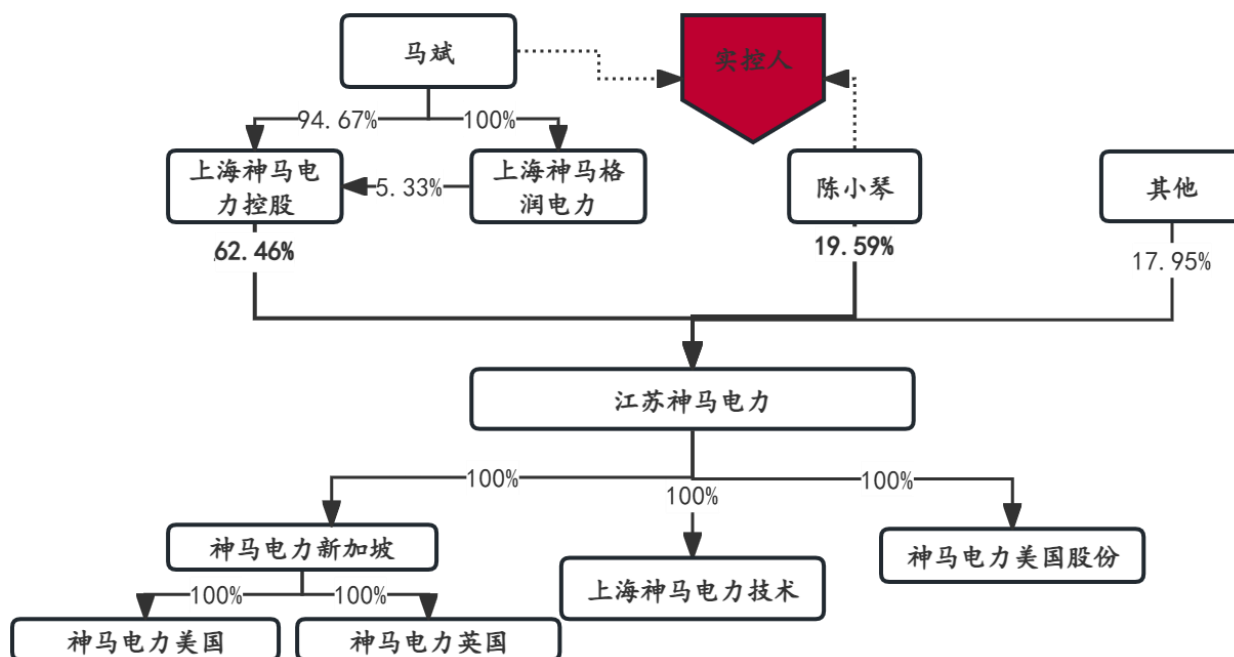 马斌
实控人
94.67%
100%
上海神马电
力控股
5.33%
上海神马格
润电力
陈小琴
其他
62.46%
19.59%
17.95%
江苏神马电力
100%
100%
100%
神马电力新加坡
上海神马电力技术
神马电力美国股份
100%
100%
神马电力美国
神马电力英国